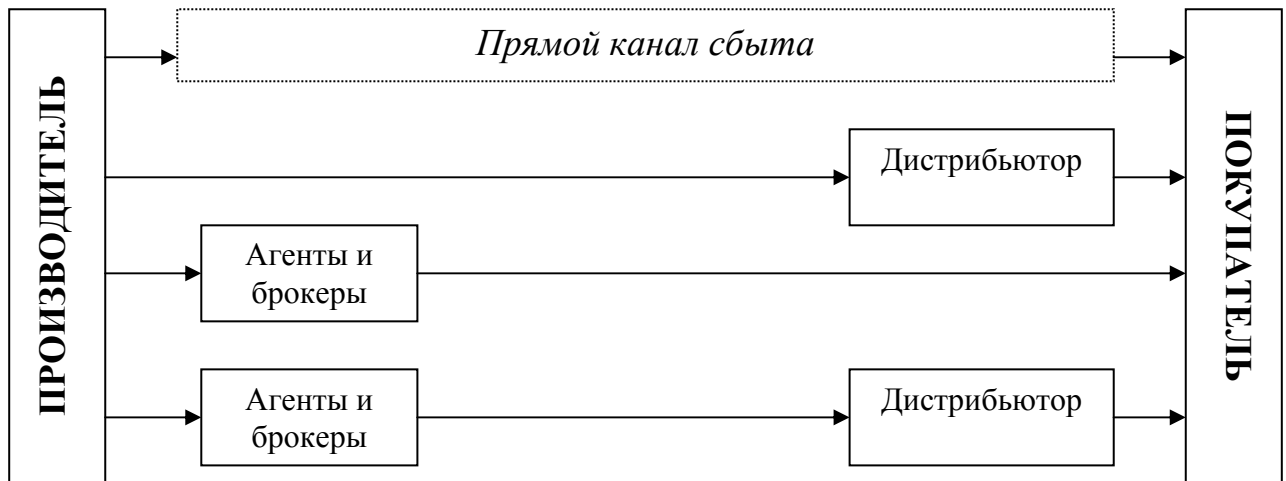 ПРОИЗВОДИТЕЛЬ
Прямой канал сбыта
Дистрибьютор
Агенты и
брокеры
Агенты и
брокеры
Дистрибьютор
ПОКУПАТЕЛЬ